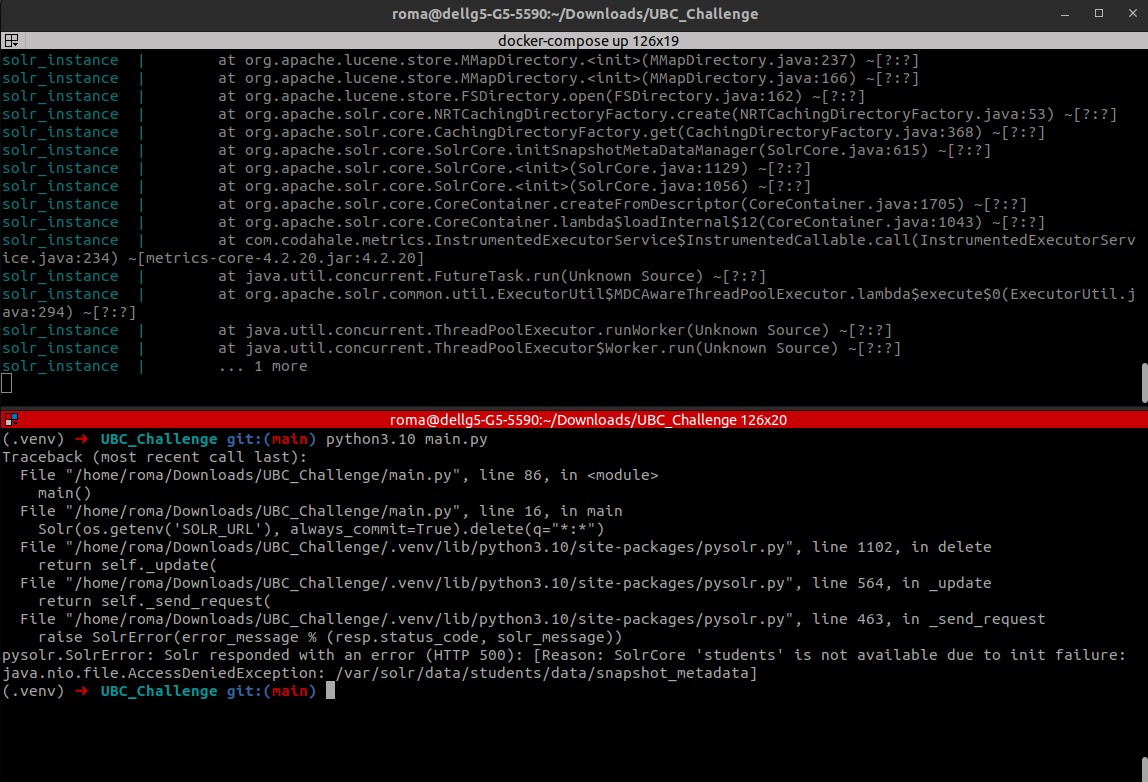 roma@dellg5-G5-5590:~/Downloads/UBC_Challenge
docker-compose up 126x19
solr_instance  |        at org.apache.lucene.store.MMapDirectory.<init>(MMapDirectory.java:237) ~[?:?]
solr_instance  |        at org.apache.lucene.store.MMapDirectory.<init>(MMapDirectory.java:166) ~[?:?]
solr_instance  |        at org.apache.lucene.store.FSDirectory.open(FSDirectory.java:162) ~[?:?]
solr_instance  |        at org.apache.solr.core.NRTCachingDirectoryFactory.create(NRTCachingDirectoryFactory.java:53) ~[?:?]
solr_instance  |        at org.apache.solr.core.CachingDirectoryFactory.get(CachingDirectoryFactory.java:368) ~[?:?]
solr_instance  |        at org.apache.solr.core.SolrCore.initSnapshotMetaDataManager(SolrCore.java:615) ~[?:?]
solr_instance  |        at org.apache.solr.core.SolrCore.<init>(SolrCore.java:1129) ~[?:?]
solr_instance  |        at org.apache.solr.core.SolrCore.<init>(SolrCore.java:1056) ~[?:?]
solr_instance  |        at org.apache.solr.core.CoreContainer.createFromDescriptor(CoreContainer.java:1705) ~[?:?]
solr_instance  |        at org.apache.solr.core.CoreContainer.lambda$loadInternal$12(CoreContainer.java:1043) ~[?:?]
solr_instance  |        at com.codahale.metrics.InstrumentedExecutorService$InstrumentedCallable.call(InstrumentedExecutorServ
ice.java:234) ~[metrics-core-4.2.20.jar:4.2.20]
solr_instance  |        at java.util.concurrent.FutureTask.run(Unknown Source) ~[?:?]
solr_instance  |        at org.apache.solr.common.util.ExecutorUtil$MDCAwareThreadPoolExecutor.lambda$execute$0(ExecutorUtil.j
ava:294) ~[?:?]
solr_instance  |        at java.util.concurrent.ThreadPoolExecutor.runWorker(Unknown Source) ~[?:?]
solr_instance  |        at java.util.concurrent.ThreadPoolExecutor$Worker.run(Unknown Source) ~[?:?]
solr_instance  |        ... 1 more
roma@dellg5-G5-5590:~/Downloads/UBC_Challenge 126x20
(.venv) → UBC_Challenge git:(main) python3.10 main.py
Traceback (most recent call last):
  File "/home/roma/Downloads/UBC_Challenge/main.py", line 86, in <module>
    main()
  File "/home/roma/Downloads/UBC_Challenge/main.py", line 16, in main
    Solr(os.getenv('SOLR_URL'), always_commit=True).delete(q="*:*")
  File "/home/roma/Downloads/UBC_Challenge/.venv/lib/python3.10/site-packages/pysolr.py", line 1102, in delete
    return self._update(
  File "/home/roma/Downloads/UBC_Challenge/.venv/lib/python3.10/site-packages/pysolr.py", line 564, in _update
    return self._send_request(
  File "/home/roma/Downloads/UBC_Challenge/.venv/lib/python3.10/site-packages/pysolr.py", line 463, in _send_request
    raise SolrError(error_message % (resp.status_code, solr_message))
pysolr.SolrError: Solr responded with an error (HTTP 500): [Reason: SolrCore 'students' is not available due to init failure:
java.nio.file.AccessDeniedException: /var/solr/data/students/data/snapshot_metadata]
(.venv) → UBC_Challenge git:(main)